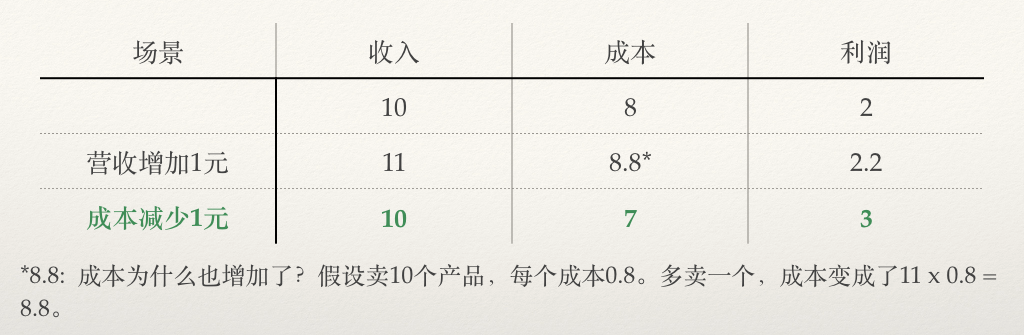 场景 收入 成本 利润
10 8 2
营收增加1元 11 8.8* 2.2
成本减少1元 10 7 3
*8.8：成本为什么也增加了？假设卖10个产品，每个成本0.8。多卖一个，成本变成了11 x 0.8 =
8.8。